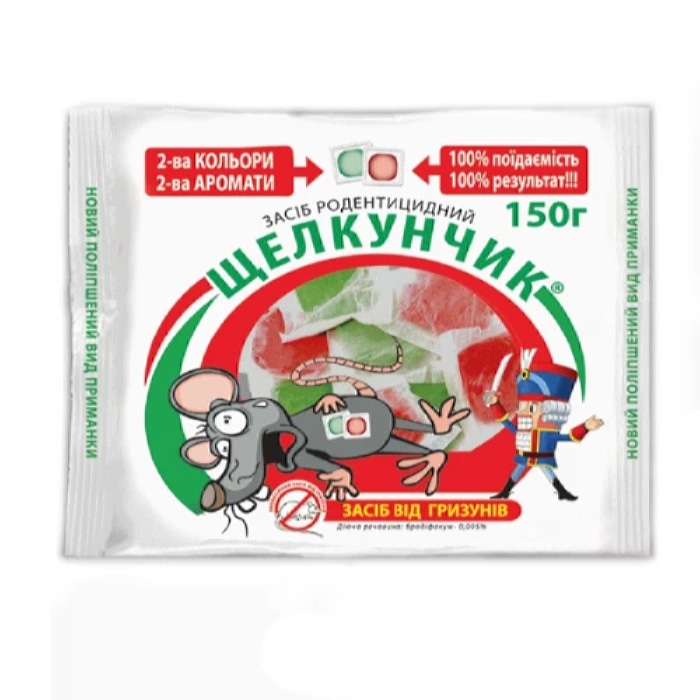 2-ва КОЛЬОРИ
2-ва АРОМАТИ
100% поїдаємість
100% результат!!!
ЗАСІБ РОДЕНТИЦИДНИЙ
150г
ЩЕЛКУНЧИК®
НОВИЙ ПОЛІПШЕНИЙ ВИД ПРИМАНКИ
НОВИЙ ПОЛІПШЕНИЙ ВИД ПРИМАНКИ
ЗАСІБ ВІД ГРИЗУНІВ
Діюча речовина: бродіфакум- 0,005%